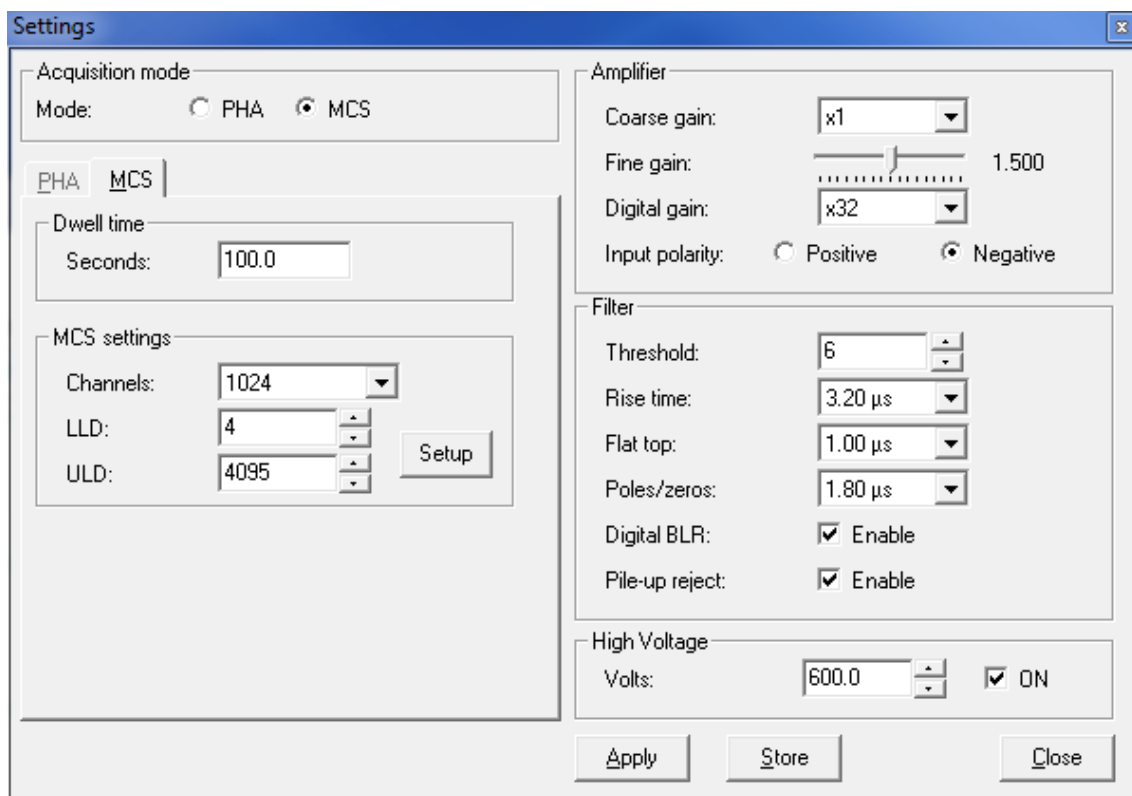 Settings
Acquisition mode
Mode: PHA MCS
PHA MCS
Dwell time
Seconds: 100.0
MCS settings
Channels: 1024
LLD: 4
ULD: 4095
Setup
Amplifier
Coarse gain: x1
Fine gain: 1.500
Digital gain: x32
Input polarity: Positive Negative
Filter
Threshold: 6
Rise time: 3.20 µs
Flat top: 1.00 µs
Poles/zeros: 1.80 µs
Digital BLR: Enable
Pile-up reject: Enable
High Voltage
Volts: 600.0 ON
Apply Store Close